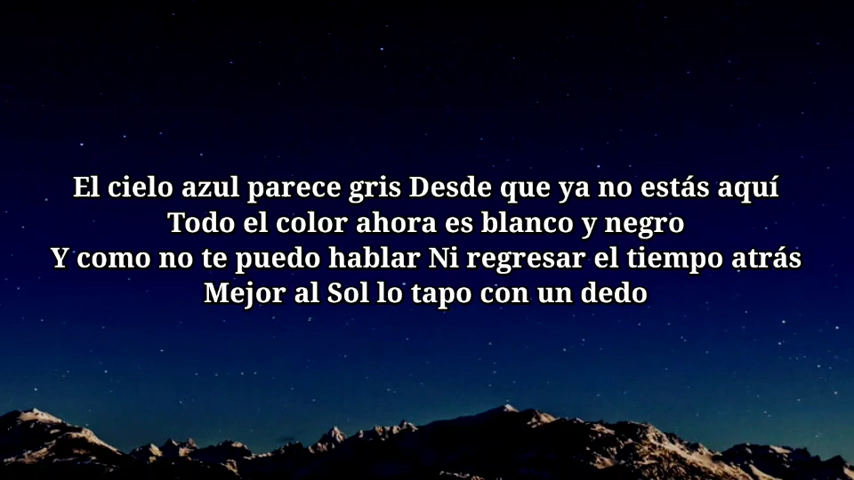 El cielo azul parece gris Desde que ya no estás aquí
Todo el color ahora es blanco y negro
Y como no te puedo hablar Ni regresar el tiempo atrás
Mejor al Sol lo tapo con un dedo